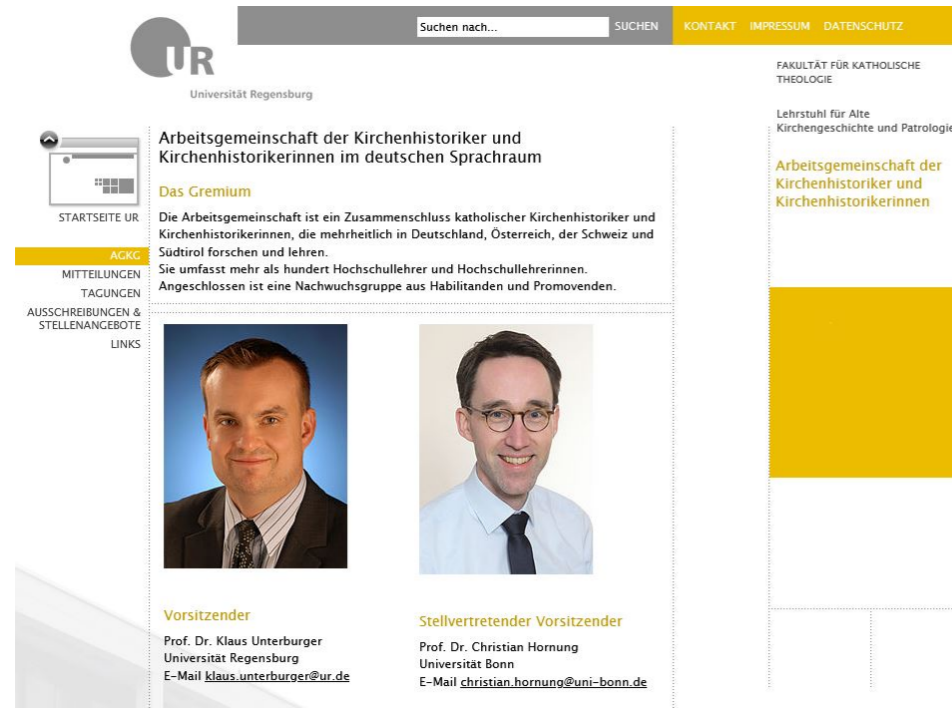 Suchen nach...
SUCHEN
KONTAKT IMPRESSUM DATENSCHUTZ
UR
Universität Regensburg
FAKULTÄT FÜR KATHOLISCHE
THEOLOGIE
Lehrstuhl für Alte
Kirchengeschichte und Patrologie
Arbeitsgemeinschaft der
Kirchenhistoriker und
Kirchenhistorikerinnen
STARTSEITE UR
AGKG
MITTEILUNGEN
TAGUNGEN
AUSSCHREIBUNGEN &
STELLENANGEBOTE
LINKS
Arbeitsgemeinschaft der Kirchenhistoriker und
Kirchenhistorikerinnen im deutschen Sprachraum
Das Gremium
Die Arbeitsgemeinschaft ist ein Zusammenschluss katholischer Kirchenhistoriker und
Kirchenhistorikerinnen, die mehrheitlich in Deutschland, Österreich, der Schweiz und
Südtirol forschen und lehren.
Sie umfasst mehr als hundert Hochschullehrer und Hochschullehrerinnen.
Angeschlossen ist eine Nachwuchsgruppe aus Habilitanden und Promovenden.
Vorsitzender
Prof. Dr. Klaus Unterburger
Universität Regensburg
E-Mail klaus.unterburger@ur.de
Stellvertretender Vorsitzender
Prof. Dr. Christian Hornung
Universität Bonn
E-Mail christian.hornung@uni-bonn.de